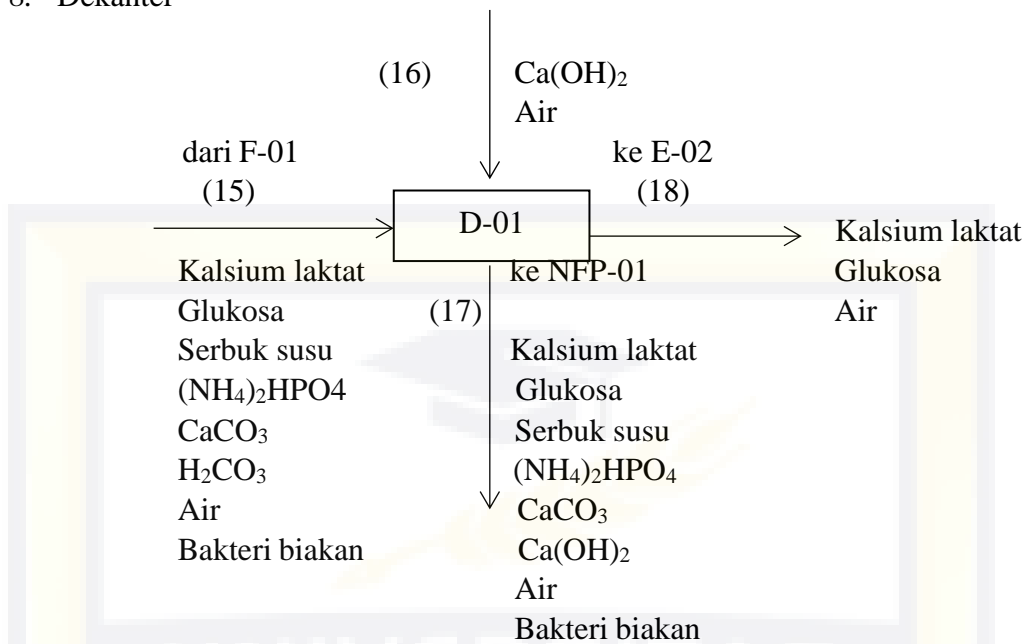 8. Dekanter
(16)
Ca(OH)₂
Air
dari F-01
(15)
ke E-02
(18)
D-01
Kalsium laktat
Glukosa
Serbuk susu
(NH₄)₂HPO4
CaCO₃
H₂CO₃
Air
Bakteri biakan
ke NFP-01
(17)
Kalsium laktat
Glukosa
Serbuk susu
(NH₄)₂HPO₄
CaCO₃
Ca(OH)₂
Air
Bakteri biakan
Kalsium laktat
Glukosa
Air